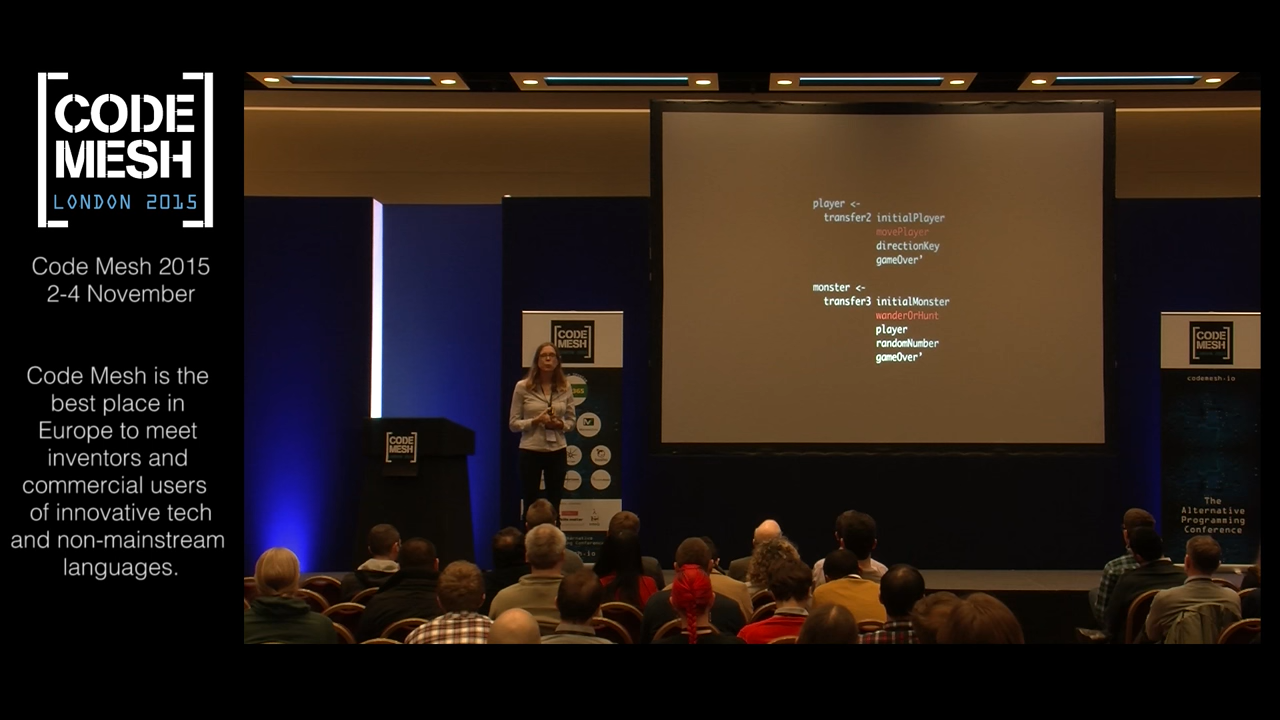 CODE
MESH
LONDON 2015
Code Mesh 2015
2-4 November
Code Mesh is the
best place in
Europe to meet
inventors and
commercial users
of innovative tech
and non-mainstream
languages.
player <-
transfer2 initialPlayer
movePlayer
directionKey
gameOver'
monster <-
transfer3 initialMonster
wanderOrHunt
player
randomNumber
gameOver'
CODE
MESH
CODE
MESH
CODE
MESH
codemesh.io
The
Alternative
Programming
Conference